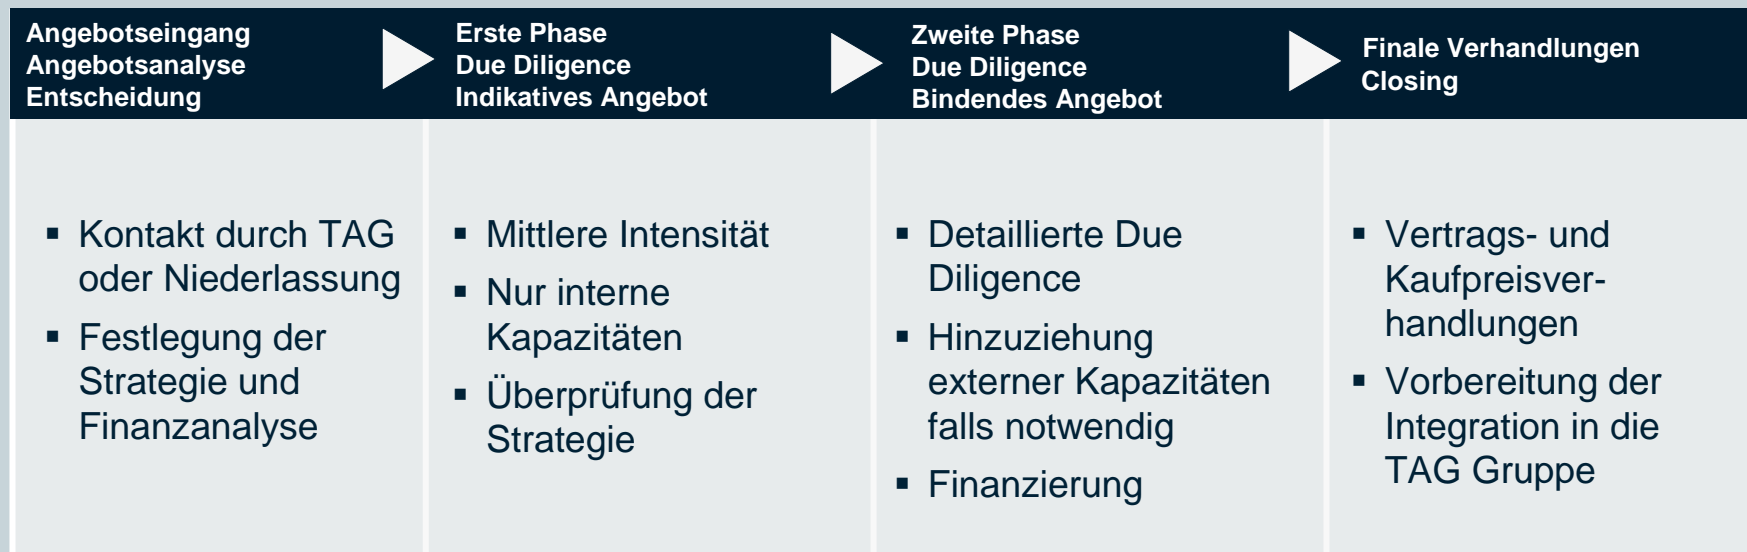 Angebotseingang
Angebotsanalyse
Entscheidung
Erste Phase
Due Diligence
Indikatives Angebot
Zweite Phase
Due Diligence
Bindendes Angebot
Finale Verhandlungen
Closing
▪ Kontakt durch TAG
oder Niederlassung
▪ Festlegung der
Strategie und
Finanzanalyse
▪ Mittlere Intensität
▪ Nur interne
Kapazitäten
▪ Überprüfung der
Strategie
▪ Detaillierte Due
Diligence
▪ Hinzuziehung
externer Kapazitäten
falls notwendig
▪ Finanzierung
▪ Vertrags- und
Kaufpreisver-
handlungen
▪ Vorbereitung der
Integration in die
TAG Gruppe